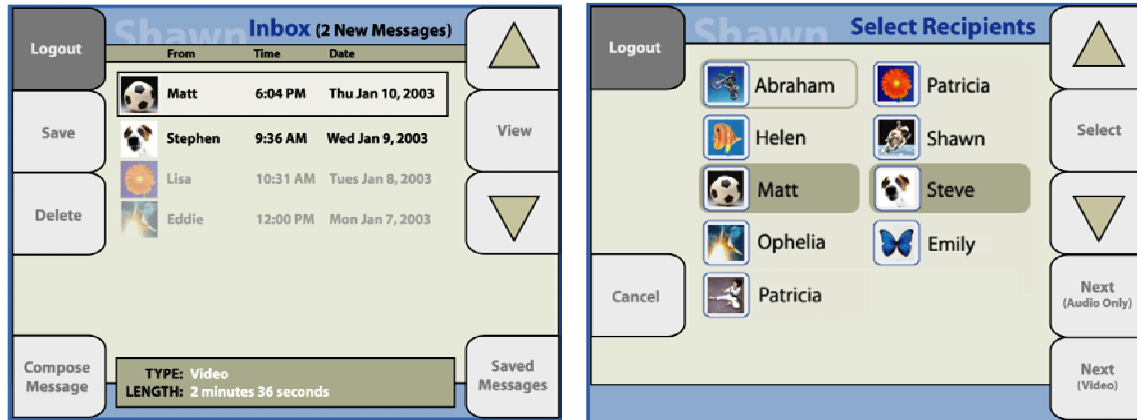 Logout
Shawn
Inbox (2 New Messages)
From Time Date
Matt 6:04 PM Thu Jan 10, 2003
Save
View
Stephen 9:36 AM Wed Jan 9, 2003
Lisa 10:31 AM Tues Jan 8, 2003
Delete
Eddie 12:00 PM Mon Jan 7, 2003
Compose
Message
TYPE: Video
LENGTH: 2 minutes 36 seconds
Saved
Messages
Logout
Shawn
Select Recipients
Abraham
Patricia
Helen
Shawn
Select
Matt
Steve
Ophelia
Emily
Cancel
Patricia
Next
(Audio Only)
Next
(Video)